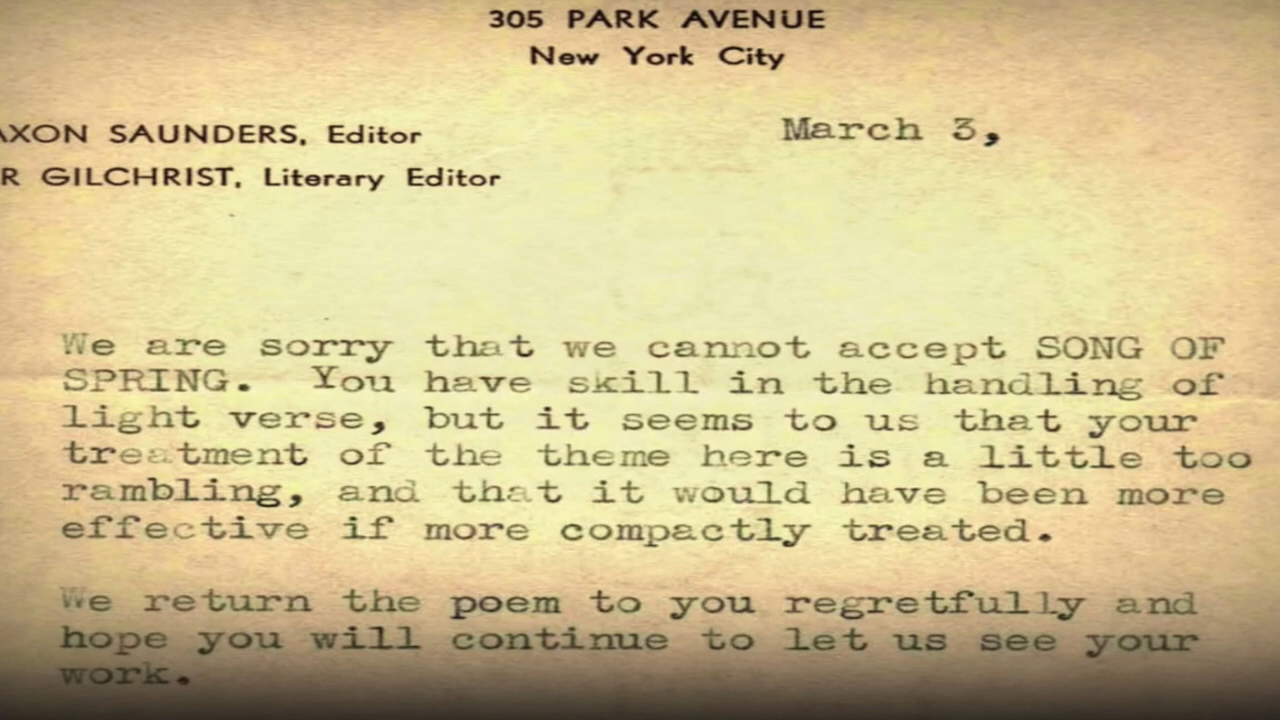 305 PARK AVENUE
New York City
March 3,
AXON SAUNDERS, Editor
R GILCHRIST, Literary Editor
We are sorry that we cannot accept SONG OF
SPRING. You have skill in the handling of
light verse, but it seems to us that your
treatment of the theme here is a little too
rambling, and that it would have been more
effective if more compactly treated.
We return the poem to you regretfully and
hope you will continue to let us see your
work.